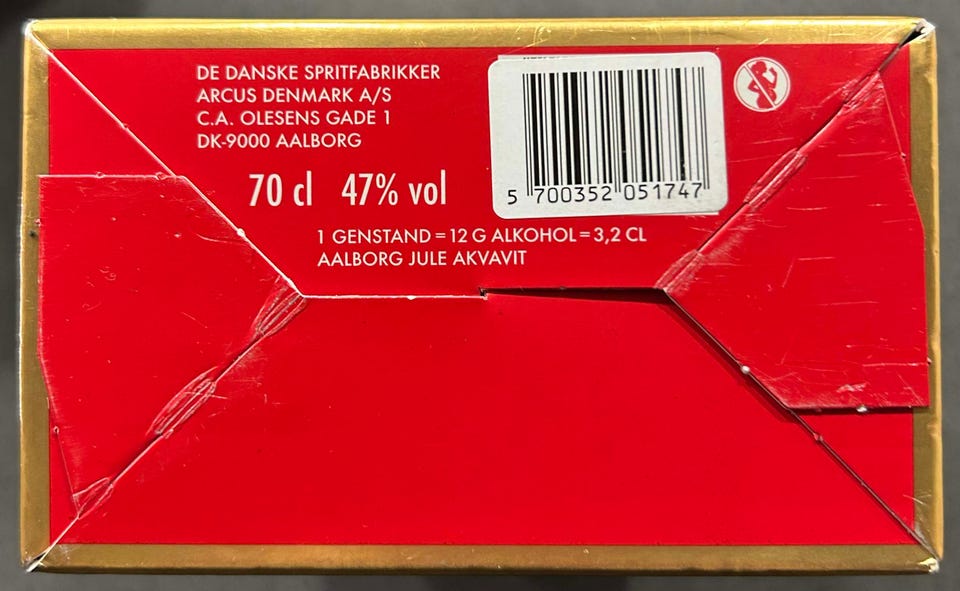 DE DANSKE SPRITFABRIKKER
ARCUS DENMARK A/S
C.A. OLESENS GADE 1
DK-9000 AALBORG
70 cl 47% vol
5 700352 051747
1 GENSTAND = 12 G ALKOHOL = 3,2 CL
AALBORG JULE AKVAVIT